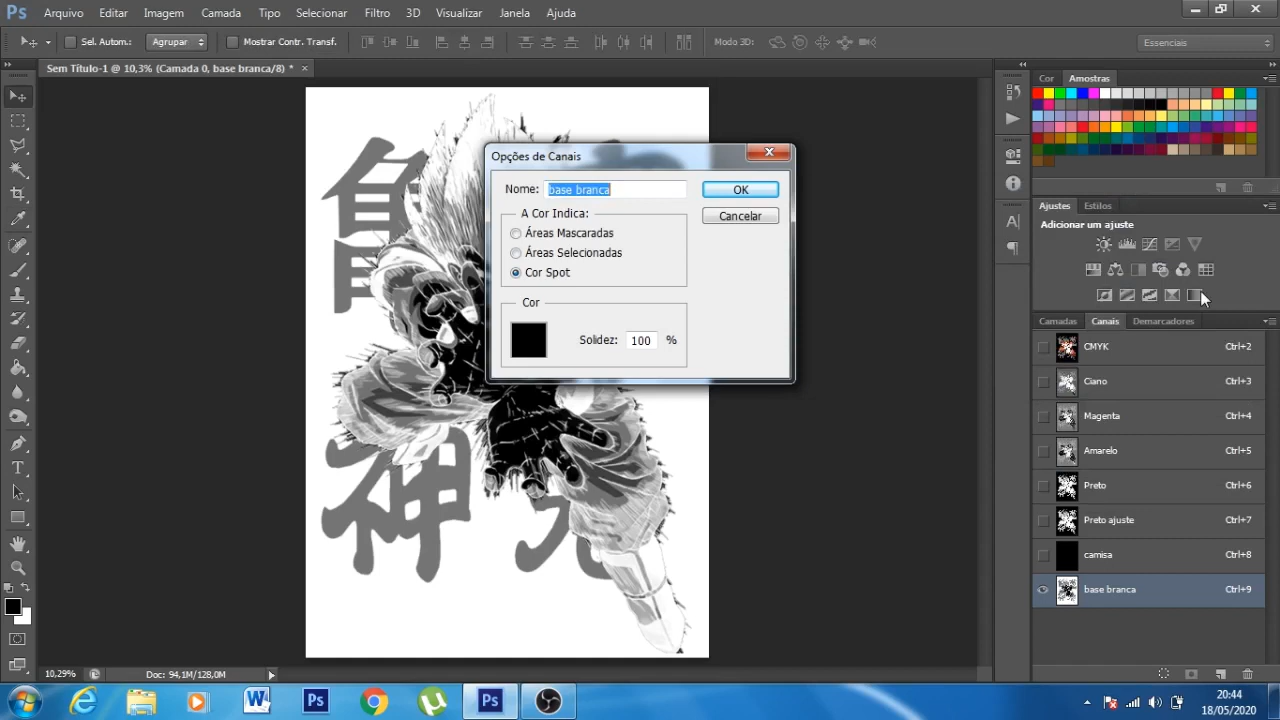 Ps Arquivo Editar Imagem Camada Tipo Selecionar Filtro 3D Visualizar Janela Ajuda
Sel. Autom.: Agrupar Mostrar Contr. Transf. Modo 3D: Essenciais
Sem Título-1 @ 10,3% (Camada 0, base branca/8) * ×
Cor Amostras
Opções de Canais
Nome: base branca OK
A Cor Indica: Cancelar
Áreas Mascaradas
Áreas Selecionadas
Cor Spot
Cor
Solidez: 100 %
Ajustes Estilos
Adicionar um ajuste
Camadas Canais Demarcadores
CMYK Ctrl+2
Ciano Ctrl+3
Magenta Ctrl+4
Amarelo Ctrl+5
Preto Ctrl+6
Preto ajuste Ctrl+7
camisa Ctrl+8
base branca Ctrl+9
神
10,29% Doc: 94,1M/128,0M
20:44
18/05/2020